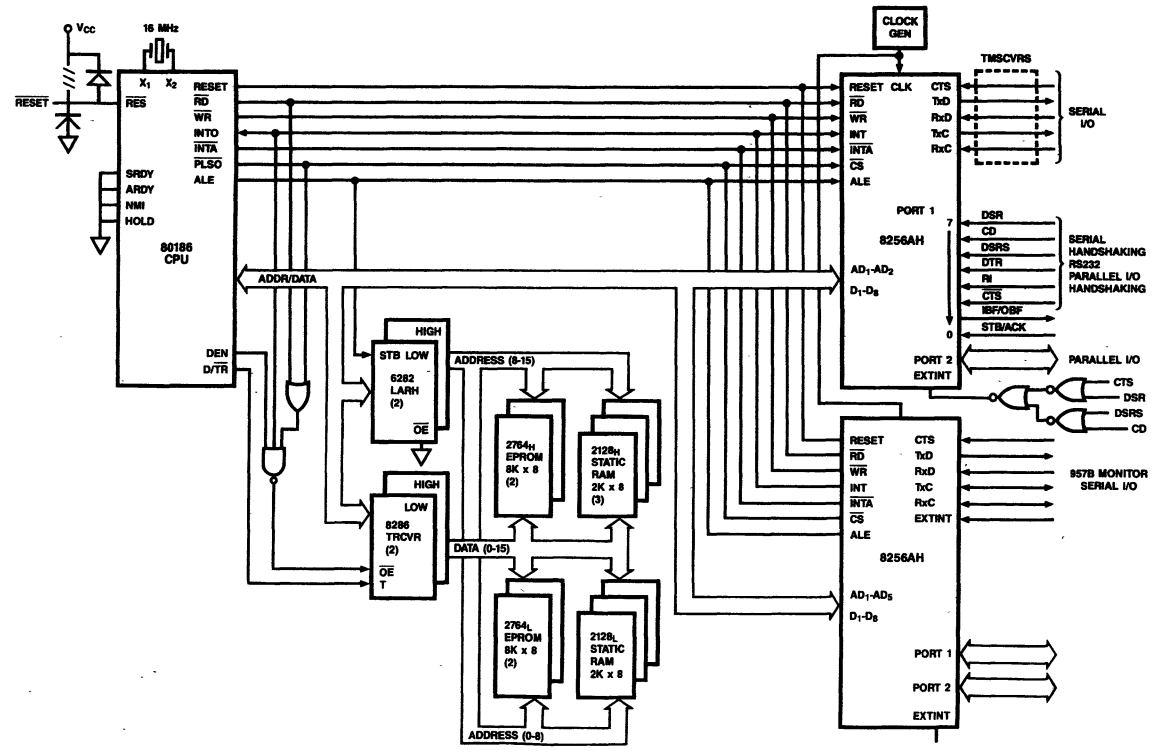 VCC
16 MHz
X1 X2
RESET
RES
RESET
RD
WR
INTO
INTA
PLSO
ALE
SRDY
ARDY
NMI
HOLD
80186
CPU
ADDR/DATA
DEN
D/TR
HIGH
STB LOW
6282
LARH
(2)
OE
HIGH
LOW
8286
TRCVR
(2)
OE
T
ADDRESS (8-15)
2764H
EPROM
8K x 8
(2)
2128H
STATIC
RAM
2K x 8
(3)
DATA (0-15)
2764L
EPROM
8K x 8
(2)
2128L
STATIC
RAM
2K x 8
ADDRESS (0-8)
CLOCK
GEN
TMSCVRS
RESET CLK
RD
WR
INT
INTA
CS
ALE
CTS
TxD
RxD
TxC
RxC
SERIAL
I/O
PORT 1
7
8256AH
0
DSR
CD
DSRS
DTR
RI
CTS
IBF/OBF
STB/ACK
SERIAL
HANDSHAKING
RS232
PARALLEL I/O
HANDSHAKING
AD1-AD2
D1-D8
PORT 2
EXTINT
PARALLEL I/O
CTS
DSR
DSRS
CD
RESET
RD
WR
INT
INTA
CS
ALE
CTS
TxD
RxD
TxC
RxC
EXTINT
957B MONITOR
SERIAL I/O
8256AH
AD1-AD5
D1-D8
PORT 1
PORT 2
EXTINT